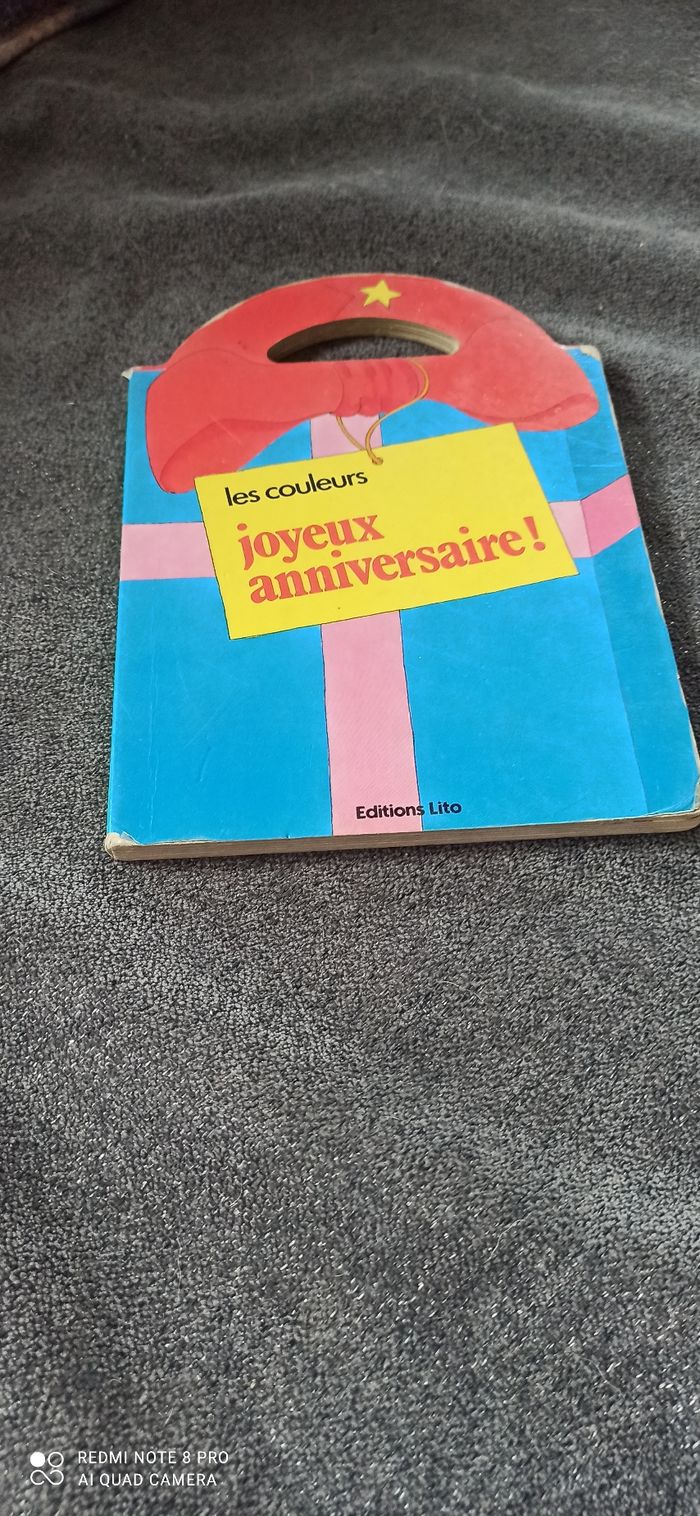 les couleurs
joyeux
anniversaire!
Editions Lito
REDMI NOTE 8 PRO
AI QUAD CAMERA